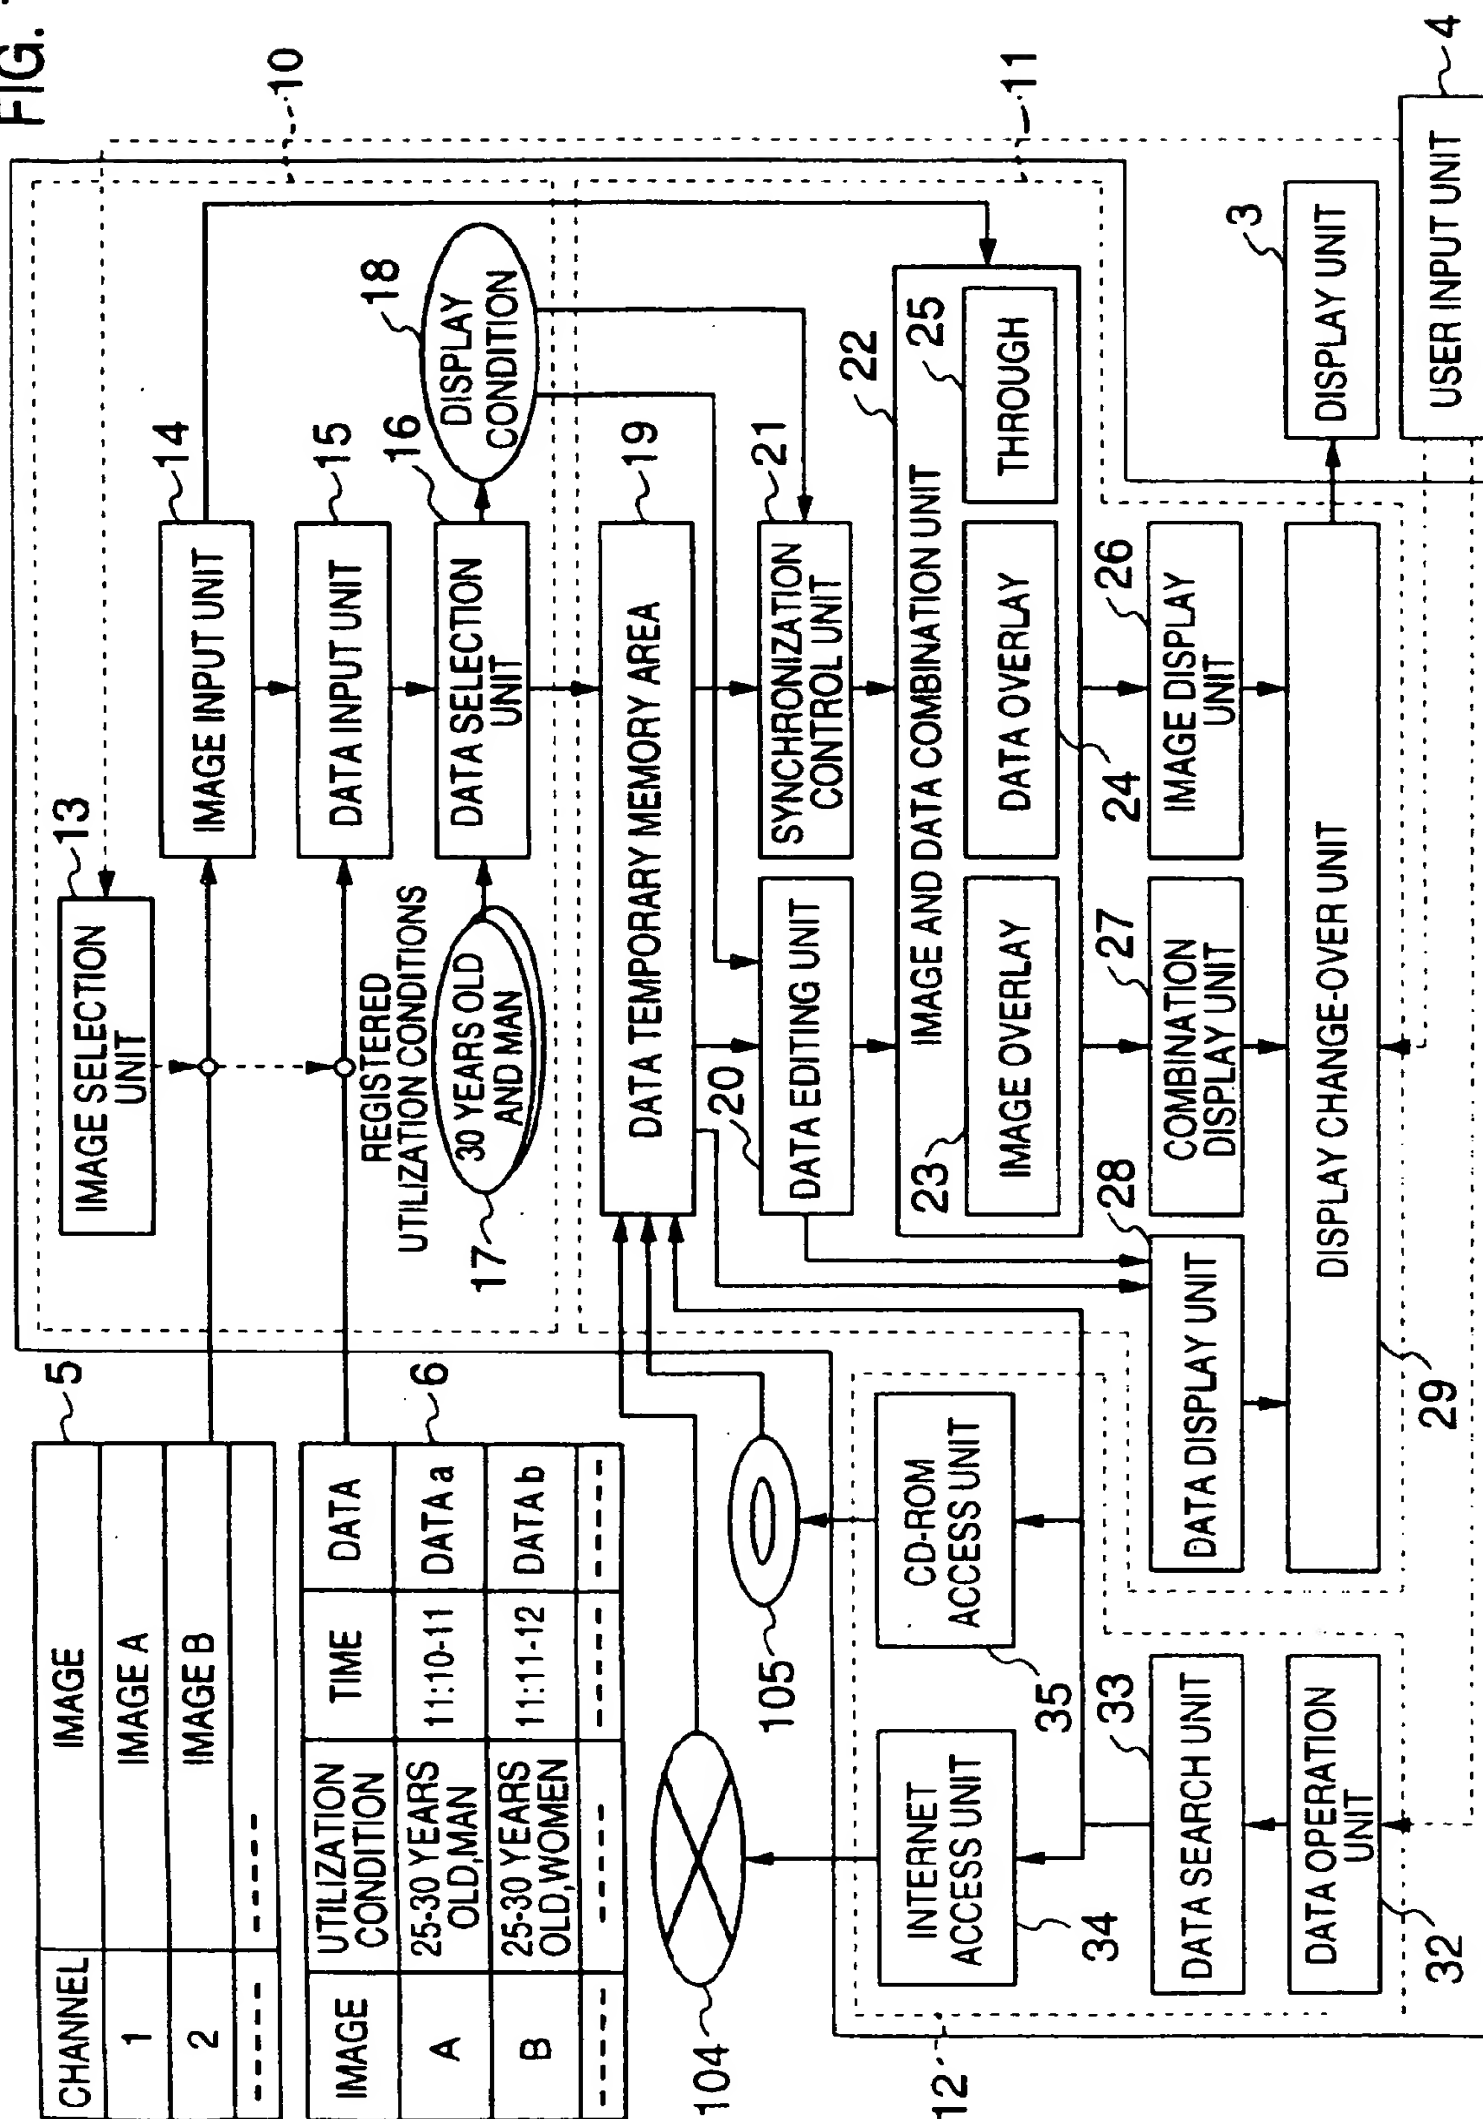 FIG.
5
CHANNEL
IMAGE
1
IMAGE A
2
IMAGE B
6
IMAGE
UTILIZATION
CONDITION
TIME
DATA
A
25-30 YEARS
OLD,MAN
11:10-11
DATA a
B
25-30 YEARS
OLD,WOMEN
11:11-12
DATA b
10
13
IMAGE SELECTION
UNIT
14
IMAGE INPUT UNIT
15
DATA INPUT UNIT
16
DATA SELECTION
UNIT
REGISTERED
UTILIZATION CONDITIONS
30 YEARS OLD
AND MAN
17
18
DISPLAY
CONDITION
11
19
DATA TEMPORARY MEMORY AREA
20
DATA EDITING UNIT
21
SYNCHRONIZATION
CONTROL UNIT
22
IMAGE AND DATA COMBINATION UNIT
23
IMAGE OVERLAY
DATA OVERLAY
24
25
THROUGH
26
IMAGE DISPLAY
UNIT
27
COMBINATION
DISPLAY UNIT
28
DATA DISPLAY UNIT
DISPLAY CHANGE-OVER UNIT
29
3
DISPLAY UNIT
4
USER INPUT UNIT
104
105
12
INTERNET
ACCESS UNIT
34
CD-ROM
ACCESS UNIT
35
33
DATA SEARCH UNIT
DATA OPERATION
UNIT
32